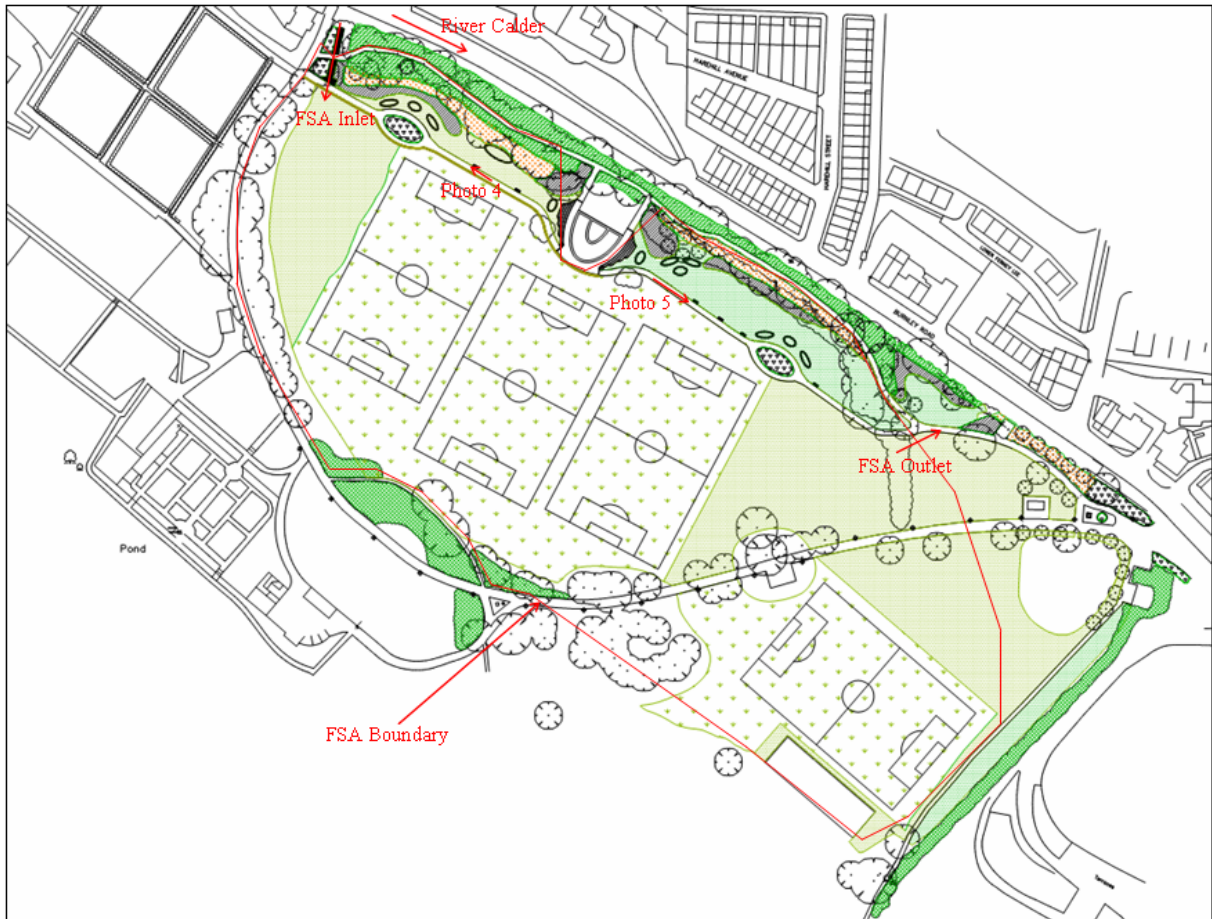 River Calder
HAREHILL AVENUE
FSA Inlet
HAREHILL STREET
Photo 4
Photo 5
BURNLEY ROAD
FSA Outlet
Pond
FSA Boundary
Terraces